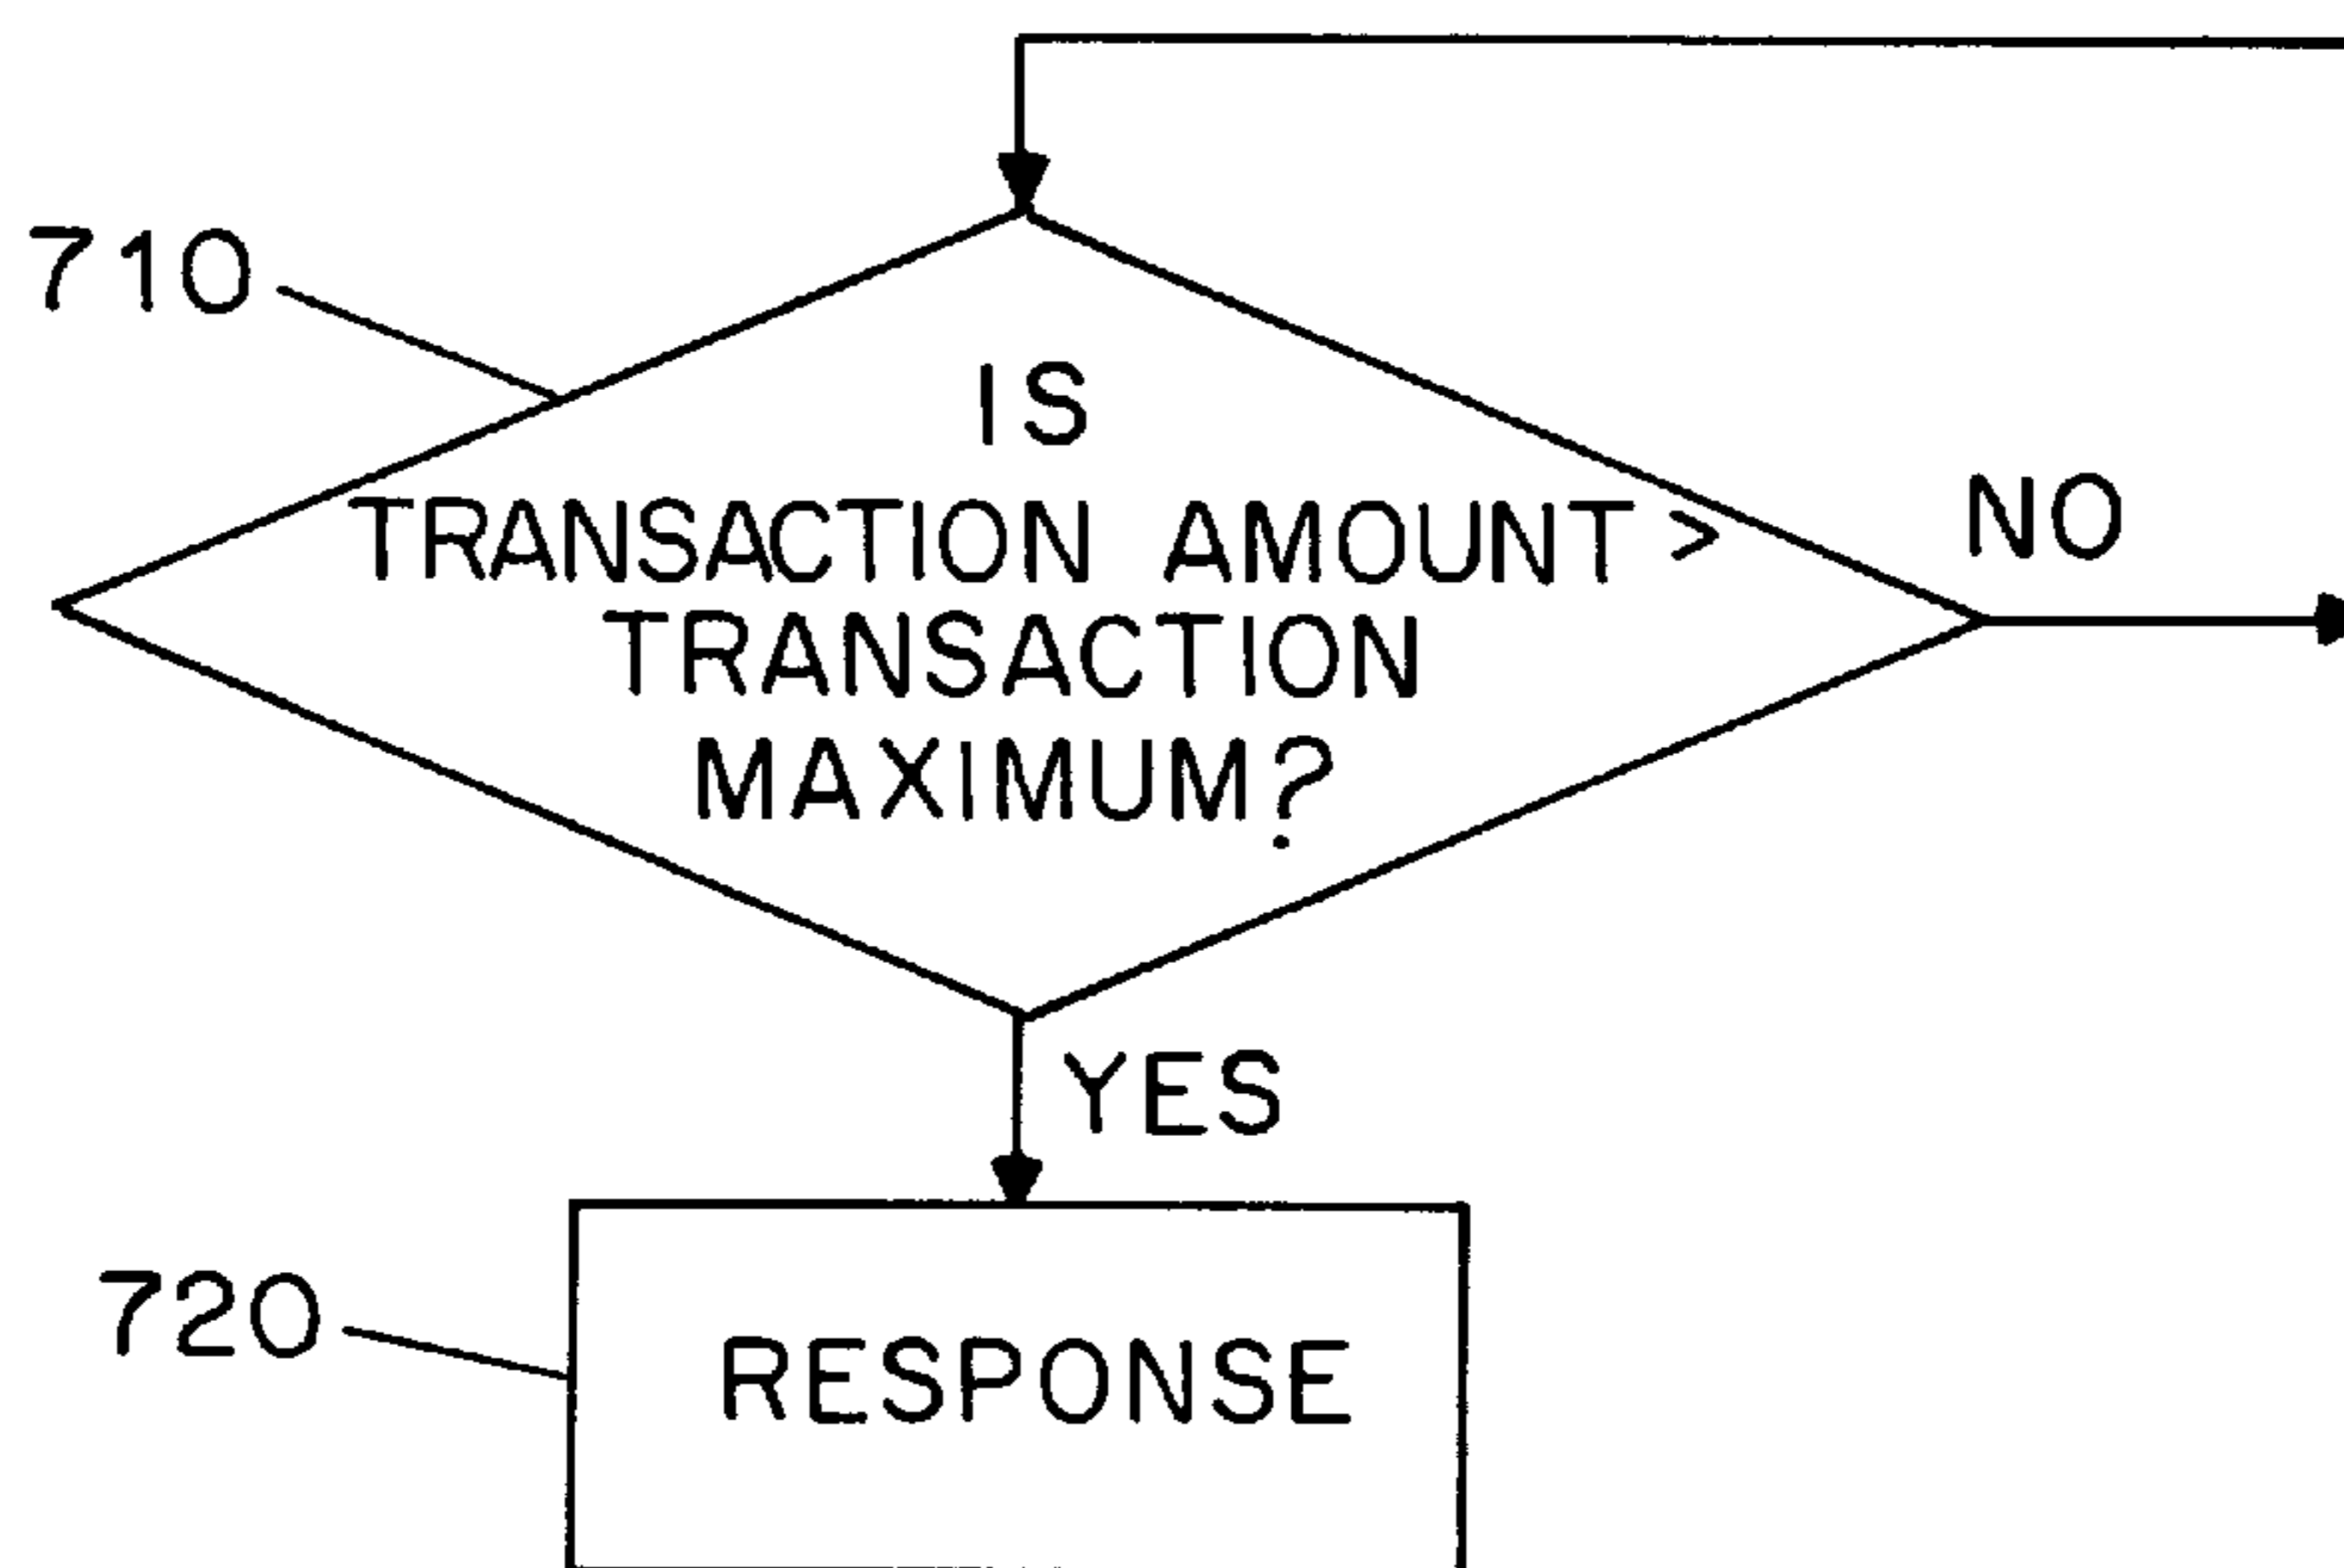 710
IS
TRANSACTION AMOUNT >
TRANSACTION
MAXIMUM?
NO
YES
720
RESPONSE